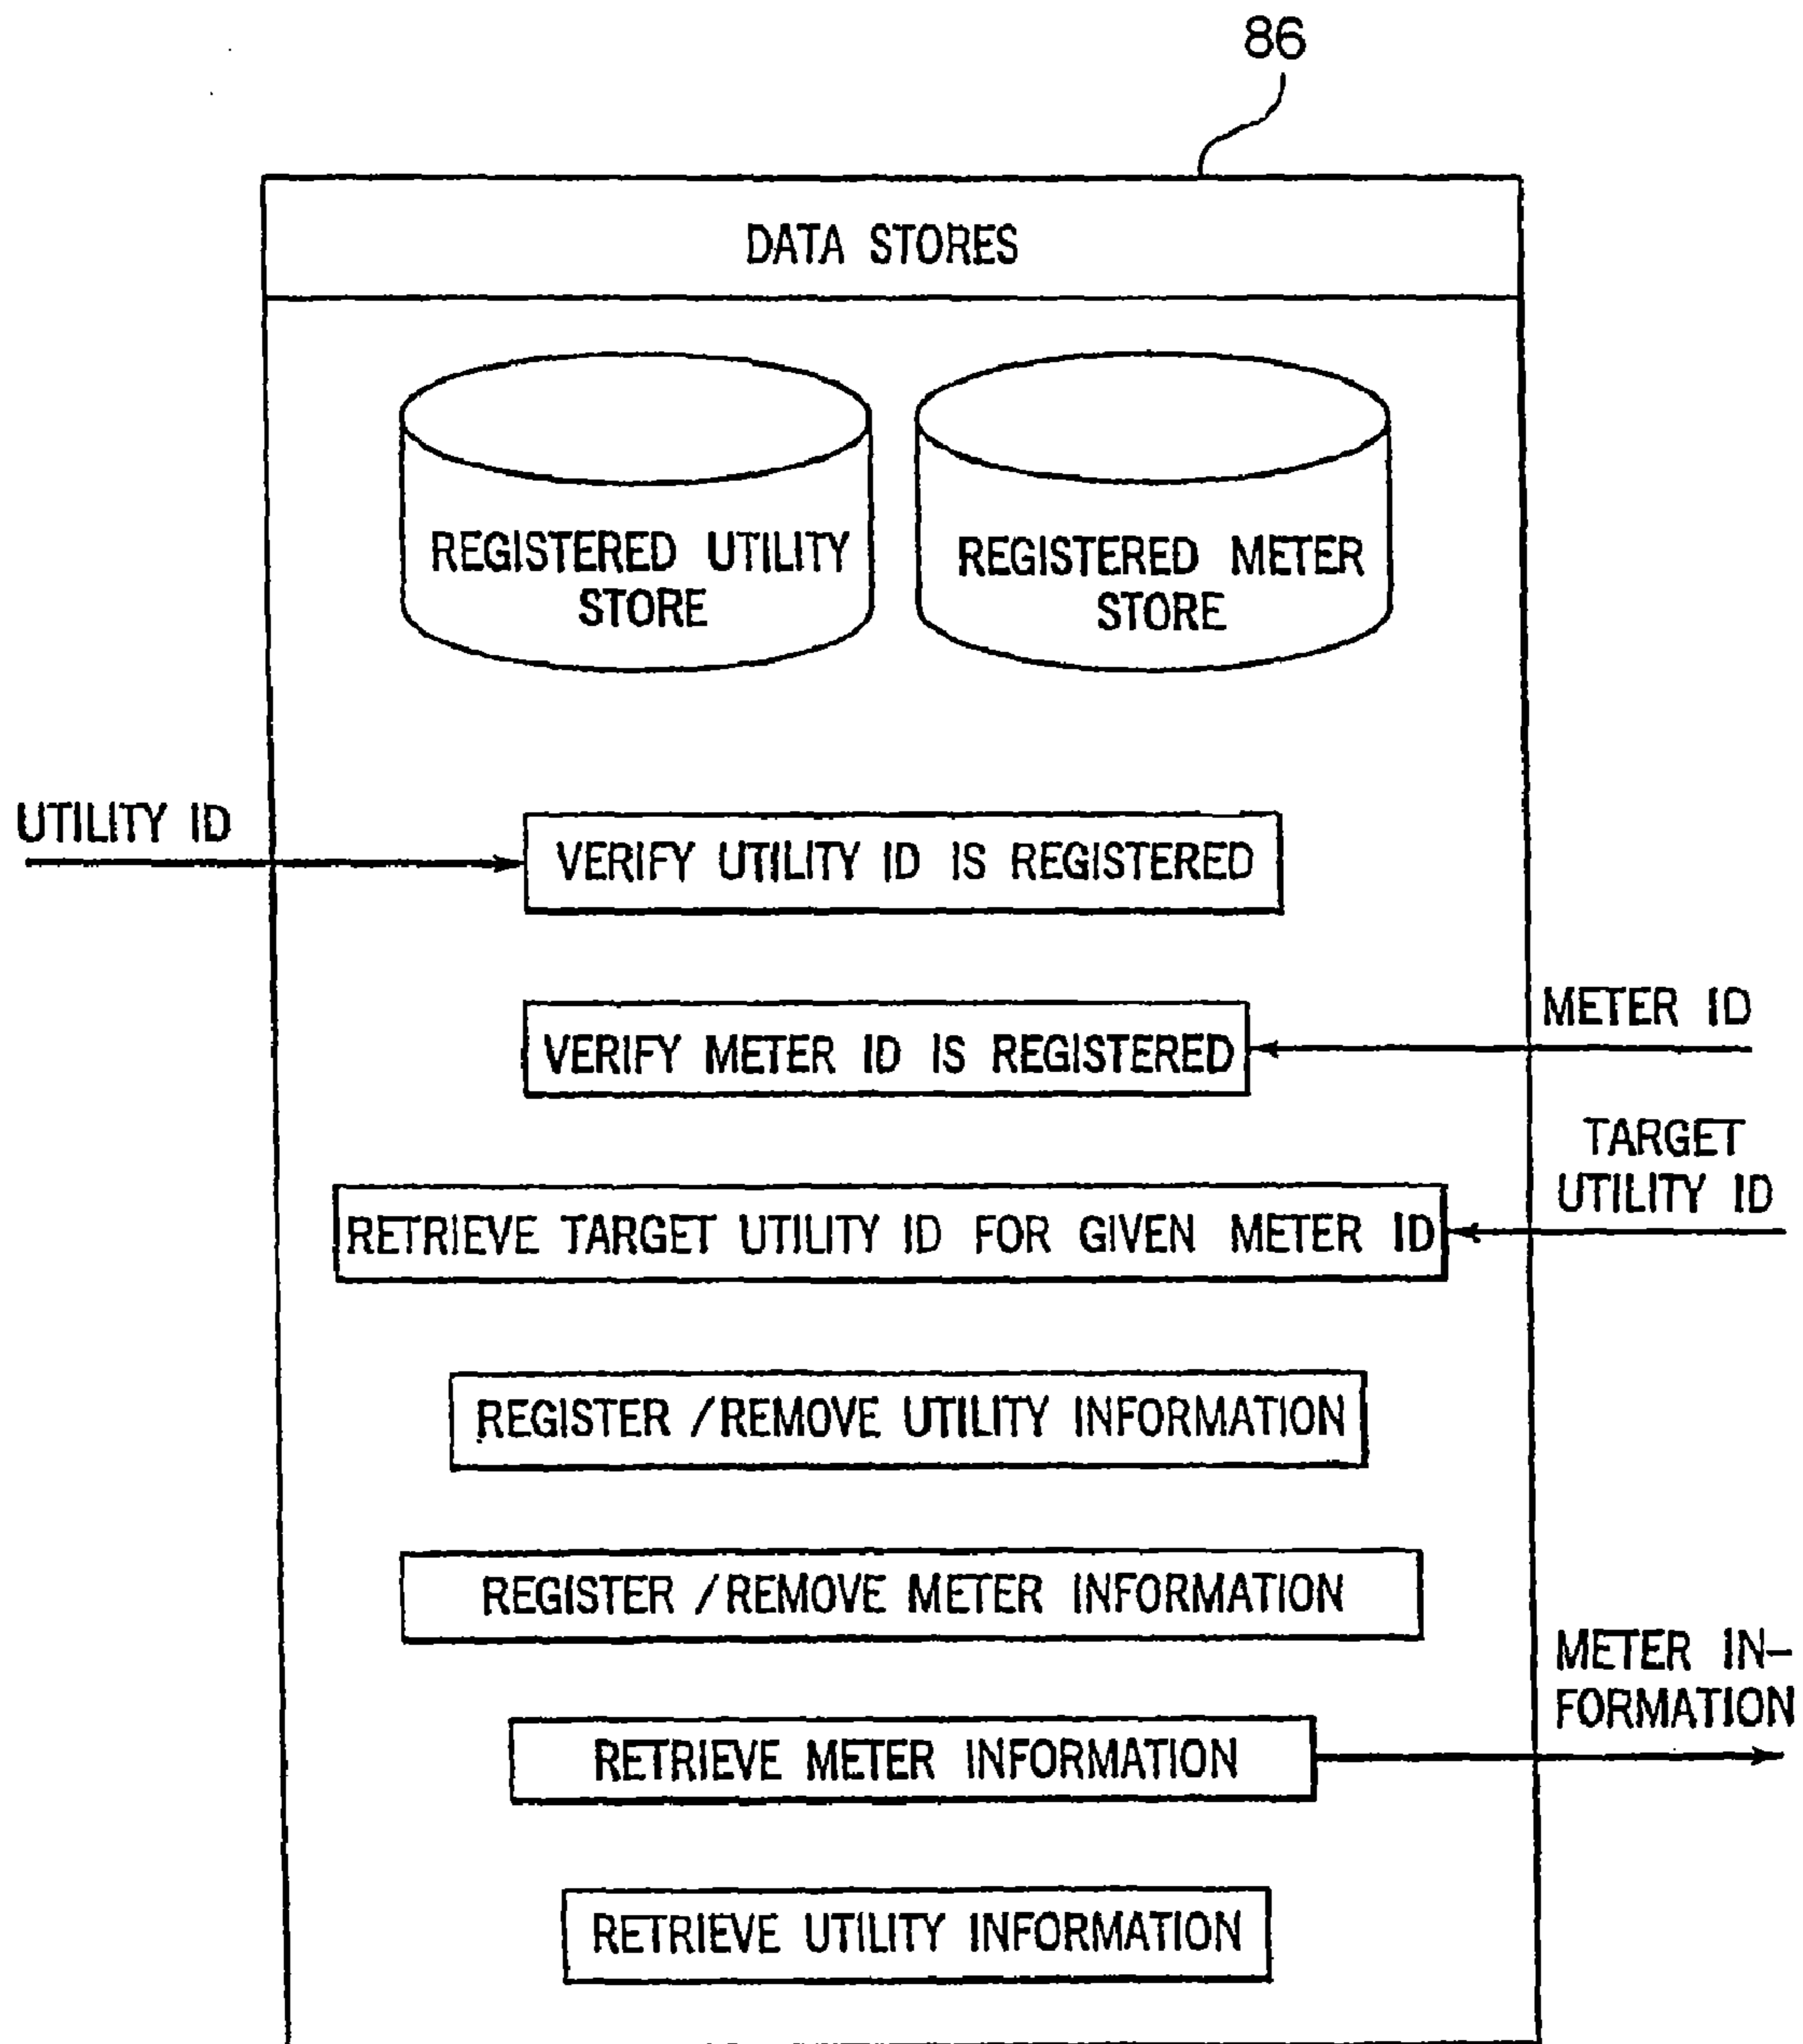 86
DATA STORES
REGISTERED UTILITY
STORE
REGISTERED METER
STORE
UTILITY ID
VERIFY UTILITY ID IS REGISTERED
METER ID
VERIFY METER ID IS REGISTERED
TARGET
UTILITY ID
RETRIEVE TARGET UTILITY ID FOR GIVEN METER ID
REGISTER /REMOVE UTILITY INFORMATION
REGISTER /REMOVE METER INFORMATION
METER IN-
FORMATION
RETRIEVE METER INFORMATION
RETRIEVE UTILITY INFORMATION